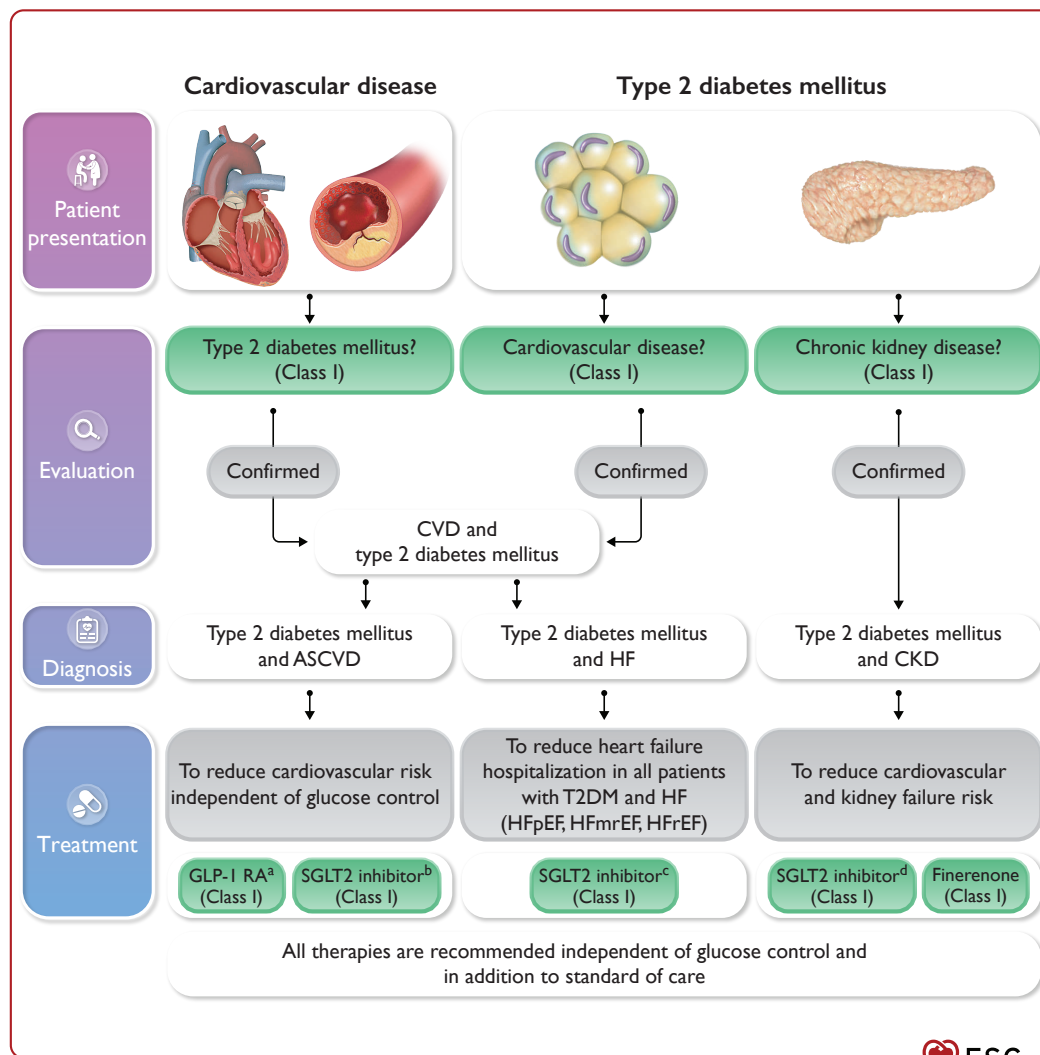 Cardiovascular disease
Type 2 diabetes mellitus
Patient
presentation
Type 2 diabetes mellitus?
(Class I)
Cardiovascular disease?
(Class I)
Chronic kidney disease?
(Class I)
Evaluation
Confirmed
Confirmed
Confirmed
CVD and
type 2 diabetes mellitus
Diagnosis
Type 2 diabetes mellitus
and ASCVD
Type 2 diabetes mellitus
and HF
Type 2 diabetes mellitus
and CKD
Treatment
To reduce cardiovascular risk
independent of glucose control
To reduce heart failure
hospitalization in all patients
with T2DM and HF
(HFpEF, HFmrEF, HFrEF)
To reduce cardiovascular
and kidney failure risk
GLP-1 RAᵃ
(Class I)
SGLT2 inhibitorᵇ
(Class I)
SGLT2 inhibitorᶜ
(Class I)
SGLT2 inhibitorᵈ
(Class I)
Finerenone
(Class I)
All therapies are recommended independent of glucose control and
in addition to standard of care
ESC